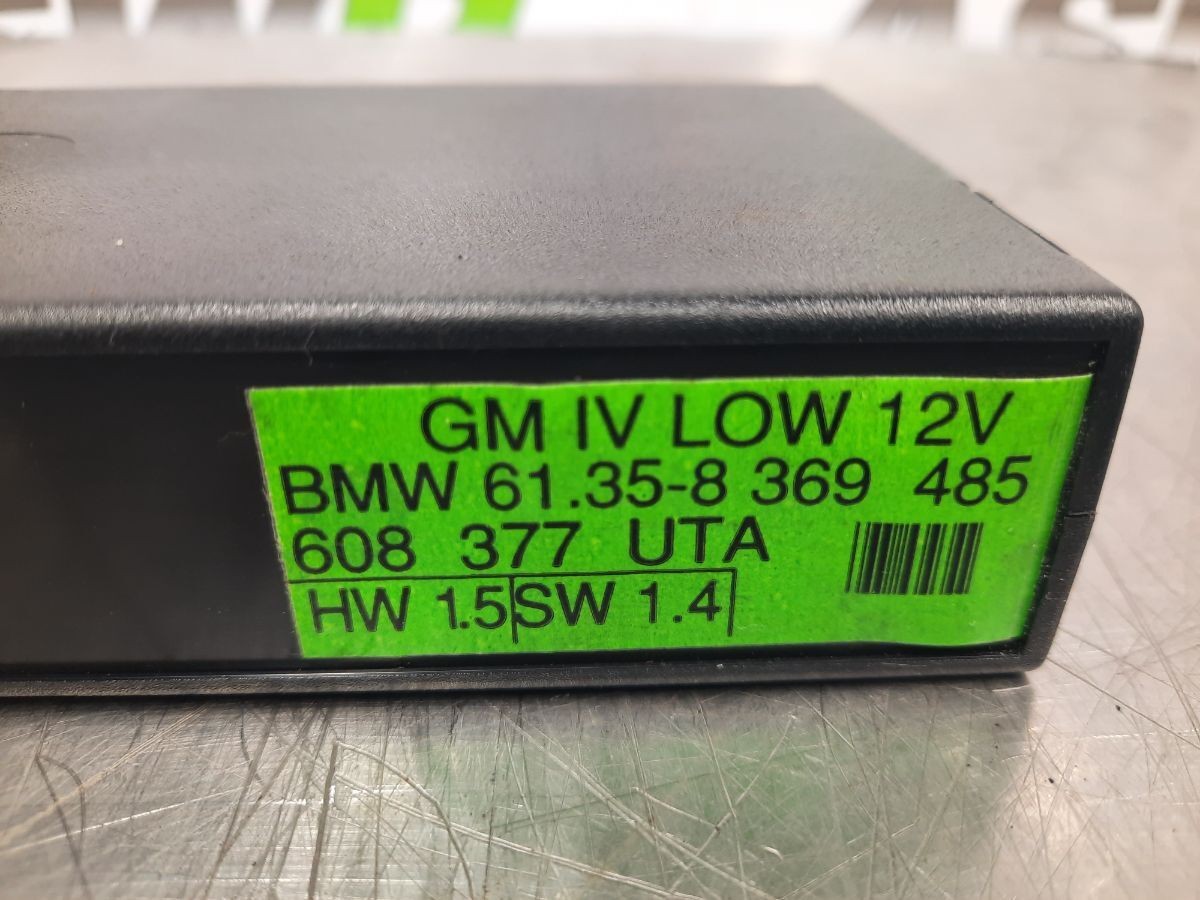 GM IV LOW 12V
BMW 61.35-8 369 485
608 377 UTA
HW 1.5 SW 1.4